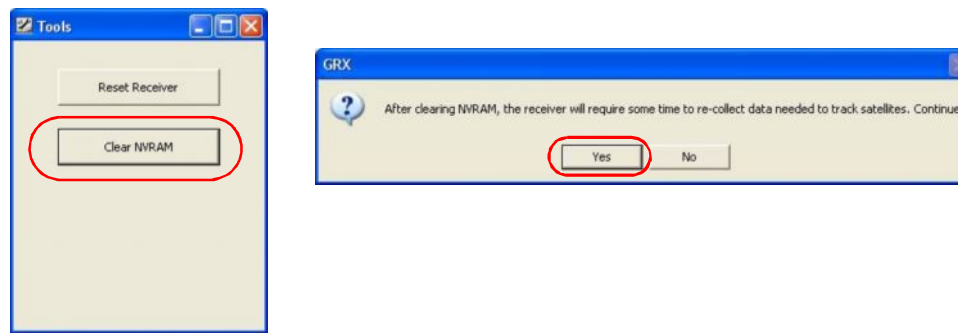 Tools
Reset Receiver
Clear NVRAM
GRX
After clearing NVRAM, the receiver will require some time to re-collect data needed to track satellites. Continue
Yes
No